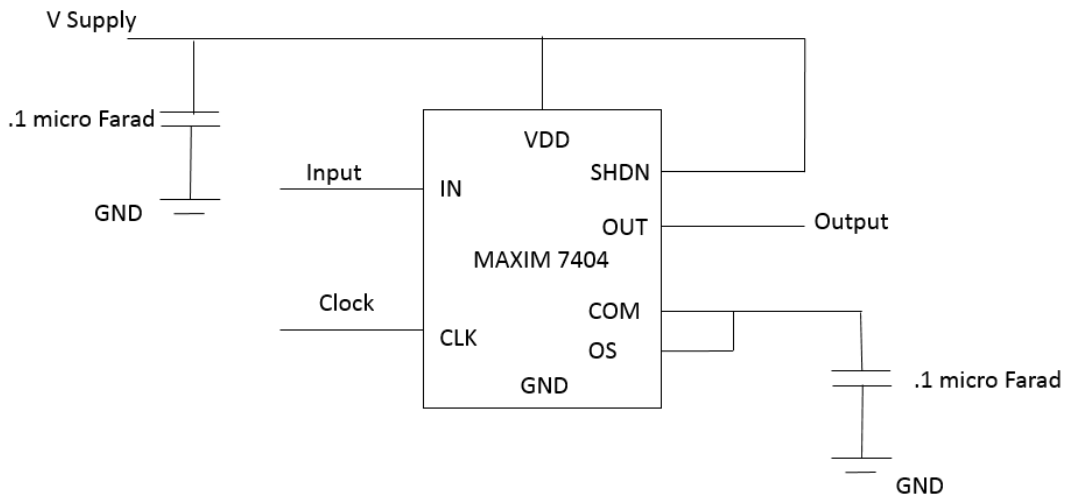 V Supply
.1 micro Farad
GND
VDD
Input
IN
SHDN
OUT
Output
MAXIM 7404
Clock
CLK
COM
OS
GND
.1 micro Farad
GND